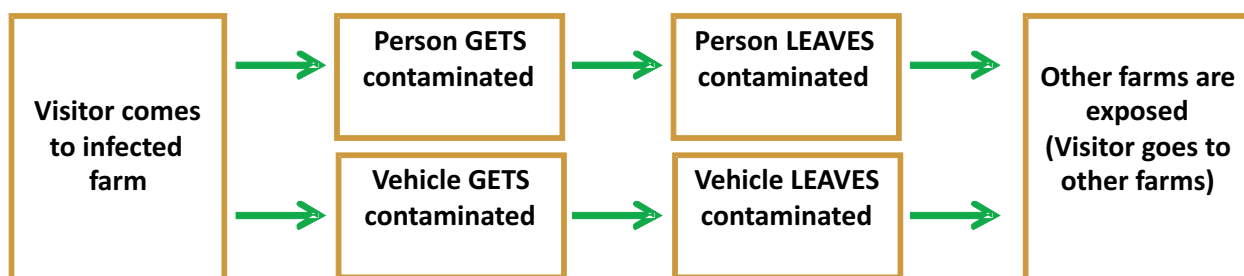 Visitor comes
to infected
farm
Person GETS
contaminated
Person LEAVES
contaminated
Vehicle GETS
contaminated
Vehicle LEAVES
contaminated
Other farms are
exposed
(Visitor goes to
other farms)